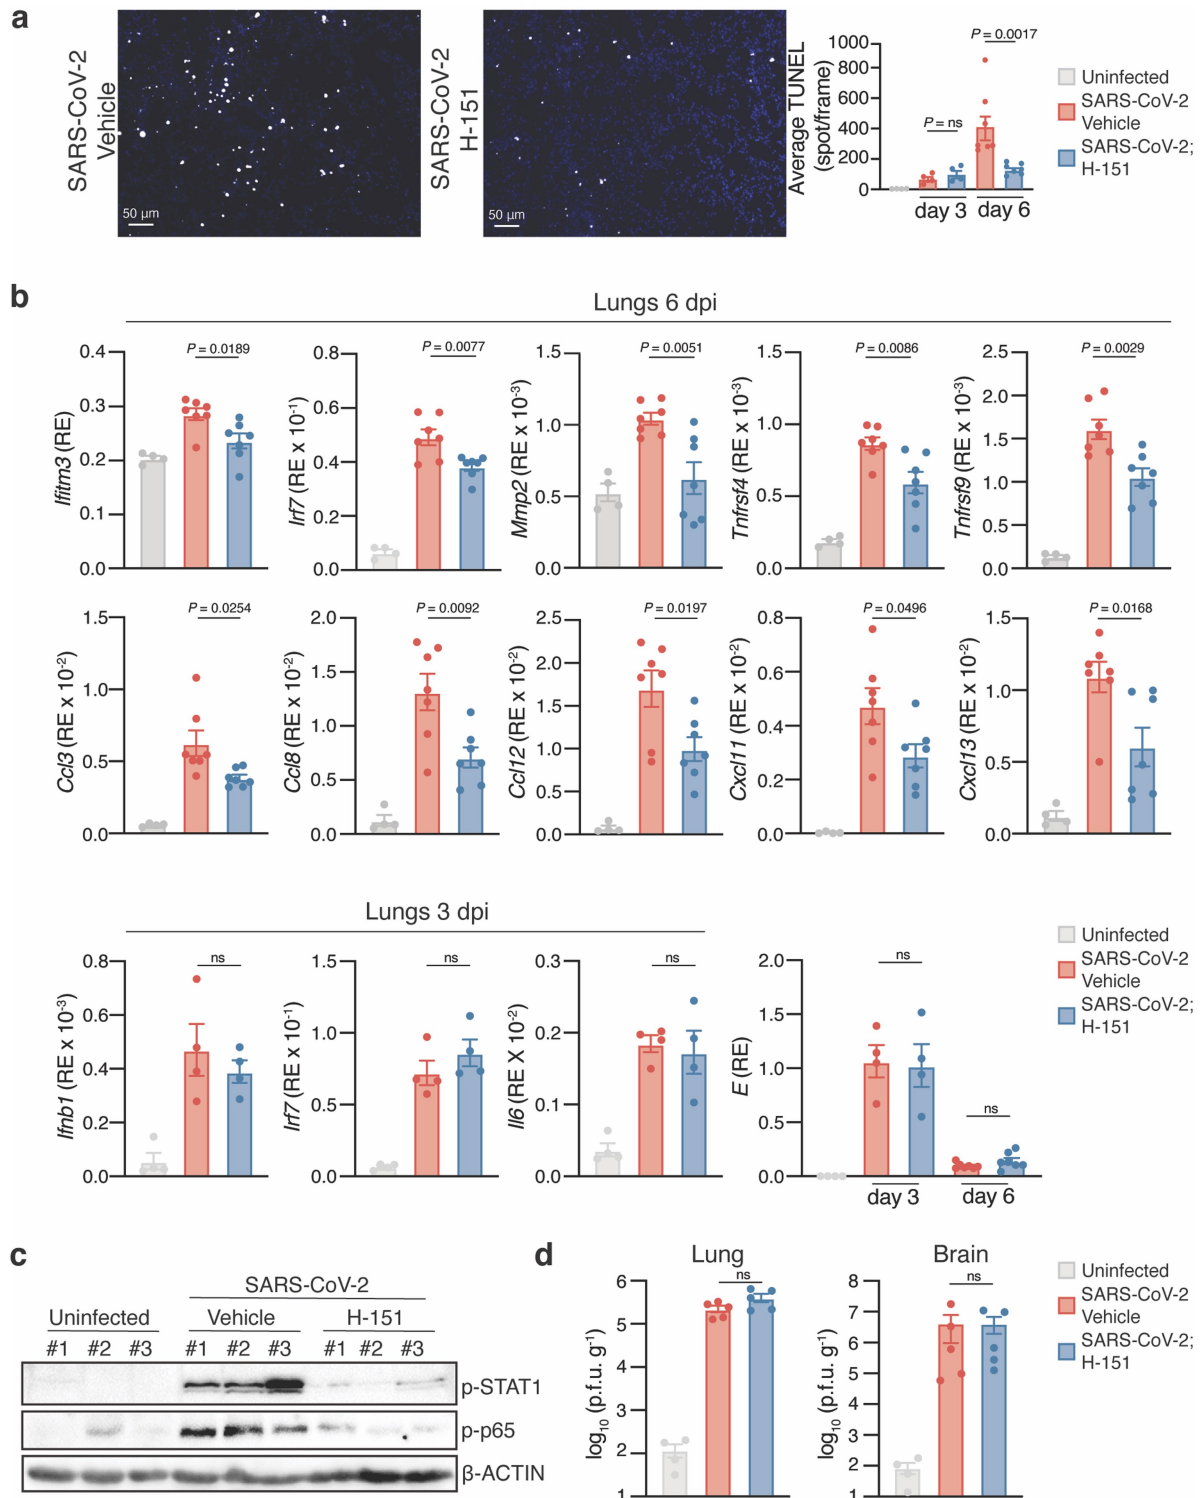 a
SARS-CoV-2
Vehicle
50 µm
SARS-CoV-2
H-151
50 µm
Average TUNEL
(spot/frame)
1000
800
600
400
200
0
P = ns
P = 0.0017
day 3
day 6
Uninfected
SARS-CoV-2
Vehicle
SARS-CoV-2;
H-151
b
Lungs 6 dpi
Ifitm3 (RE)
0.4
0.3
0.2
0.1
0.0
P = 0.0189
Irf7 (RE x 10-1)
0.8
0.6
0.4
0.2
0.0
P = 0.0077
Mmp2 (RE x 10-3)
1.5
1.0
0.5
0.0
P = 0.0051
Tnfrsf4 (RE x 10-3)
1.5
1.0
0.5
0.0
P = 0.0086
Tnfrsf9 (RE x 10-3)
2.5
2.0
1.5
1.0
0.5
0.0
P = 0.0029
Ccl3 (RE x 10-2)
1.5
1.0
0.5
0.0
P = 0.0254
Ccl8 (RE x 10-2)
2.0
1.5
1.0
0.5
0.0
P = 0.0092
Ccl12 (RE x 10-2)
2.5
2.0
1.5
1.0
0.5
0.0
P = 0.0197
Cxcl11 (RE x 10-2)
0.8
0.6
0.4
0.2
0.0
P = 0.0496
Cxcl13 (RE x 10-2)
1.5
1.0
0.5
0.0
P = 0.0168
Lungs 3 dpi
Ifnb1 (RE x 10-3)
0.8
0.6
0.4
0.2
0.0
ns
Irf7 (RE x 10-1)
1.5
1.0
0.5
0.0
ns
Il6 (RE X 10-2)
0.3
0.2
0.1
0.0
ns
E (RE)
2.0
1.5
1.0
0.5
0.0
ns
ns
day 3
day 6
Uninfected
SARS-CoV-2
Vehicle
SARS-CoV-2;
H-151
c
SARS-CoV-2
Uninfected
Vehicle
H-151
#1 #2 #3 #1 #2 #3 #1 #2 #3
p-STAT1
p-p65
β-ACTIN
d
Lung
log10 (p.f.u. g-1)
6
5
4
3
2
1
ns
Brain
log10 (p.f.u. g-1)
8
7
6
5
4
3
2
1
ns
Uninfected
SARS-CoV-2
Vehicle
SARS-CoV-2;
H-151